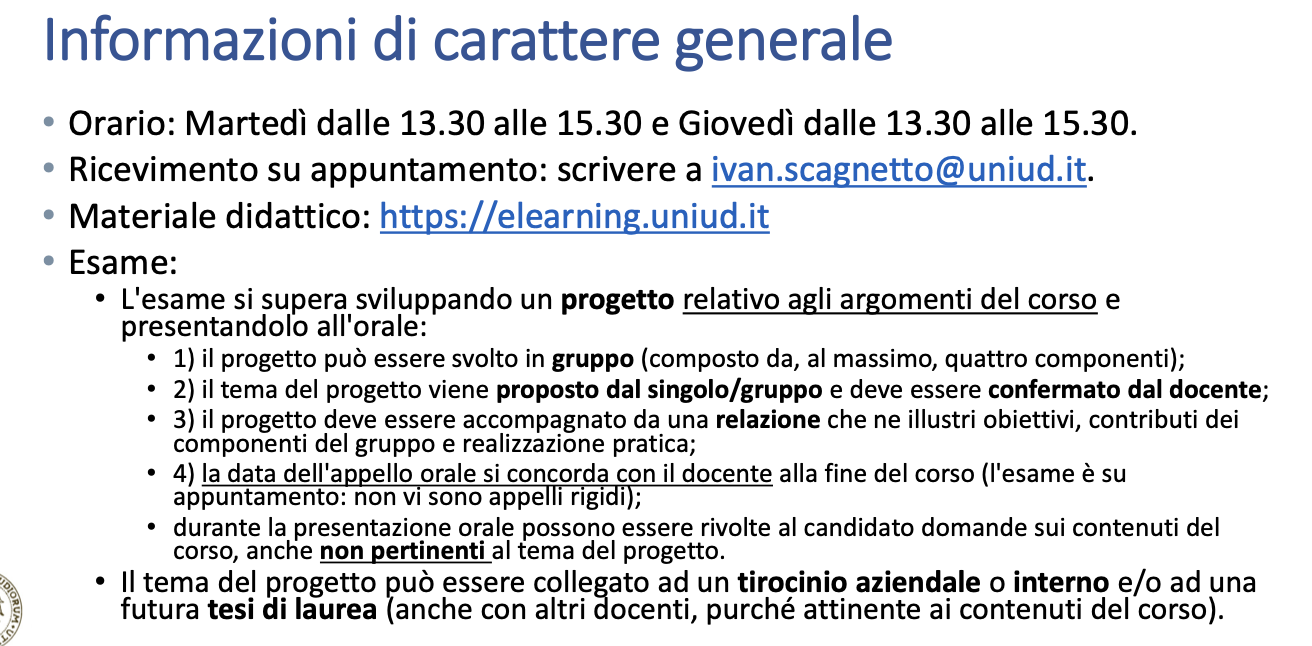 Informazioni di carattere generale
• Orario: Martedì dalle 13.30 alle 15.30 e Giovedì dalle 13.30 alle 15.30.
• Ricevimento su appuntamento: scrivere a ivan.scagnetto@uniud.it.
• Materiale didattico: https://elearning.uniud.it
• Esame:
• L'esame si supera sviluppando un progetto relativo agli argomenti del corso e
presentandolo all'orale:
• 1) il progetto può essere svolto in gruppo (composto da, al massimo, quattro componenti);
• 2) il tema del progetto viene proposto dal singolo/gruppo e deve essere confermato dal docente;
• 3) il progetto deve essere accompagnato da una relazione che ne illustri obiettivi, contributi dei
componenti del gruppo e realizzazione pratica;
• 4) la data dell'appello orale si concorda con il docente alla fine del corso (l'esame è su
appuntamento: non vi sono appelli rigidi);
• durante la presentazione orale possono essere rivolte al candidato domande sui contenuti del
corso, anche non pertinenti al tema del progetto.
• Il tema del progetto può essere collegato ad un tirocinio aziendale o interno e/o ad una
futura tesi di laurea (anche con altri docenti, purché attinente ai contenuti del corso).